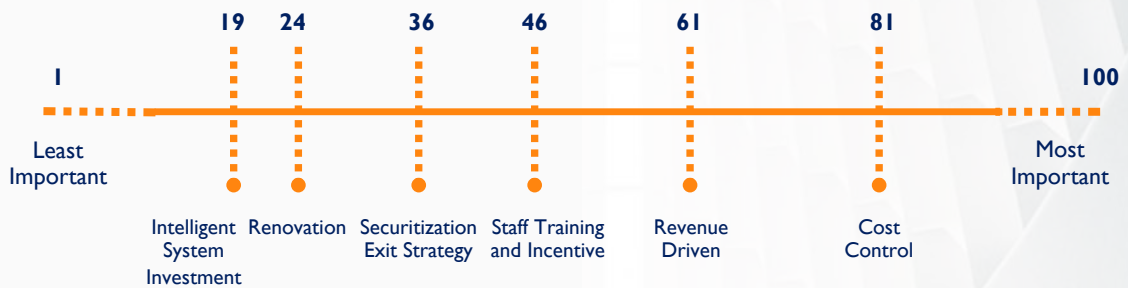 19
24
36
46
61
81
1
100
Least
Important
Most
Important
Intelligent
System
Investment
Renovation
Securitization
Exit Strategy
Staff Training
and Incentive
Revenue
Driven
Cost
Control